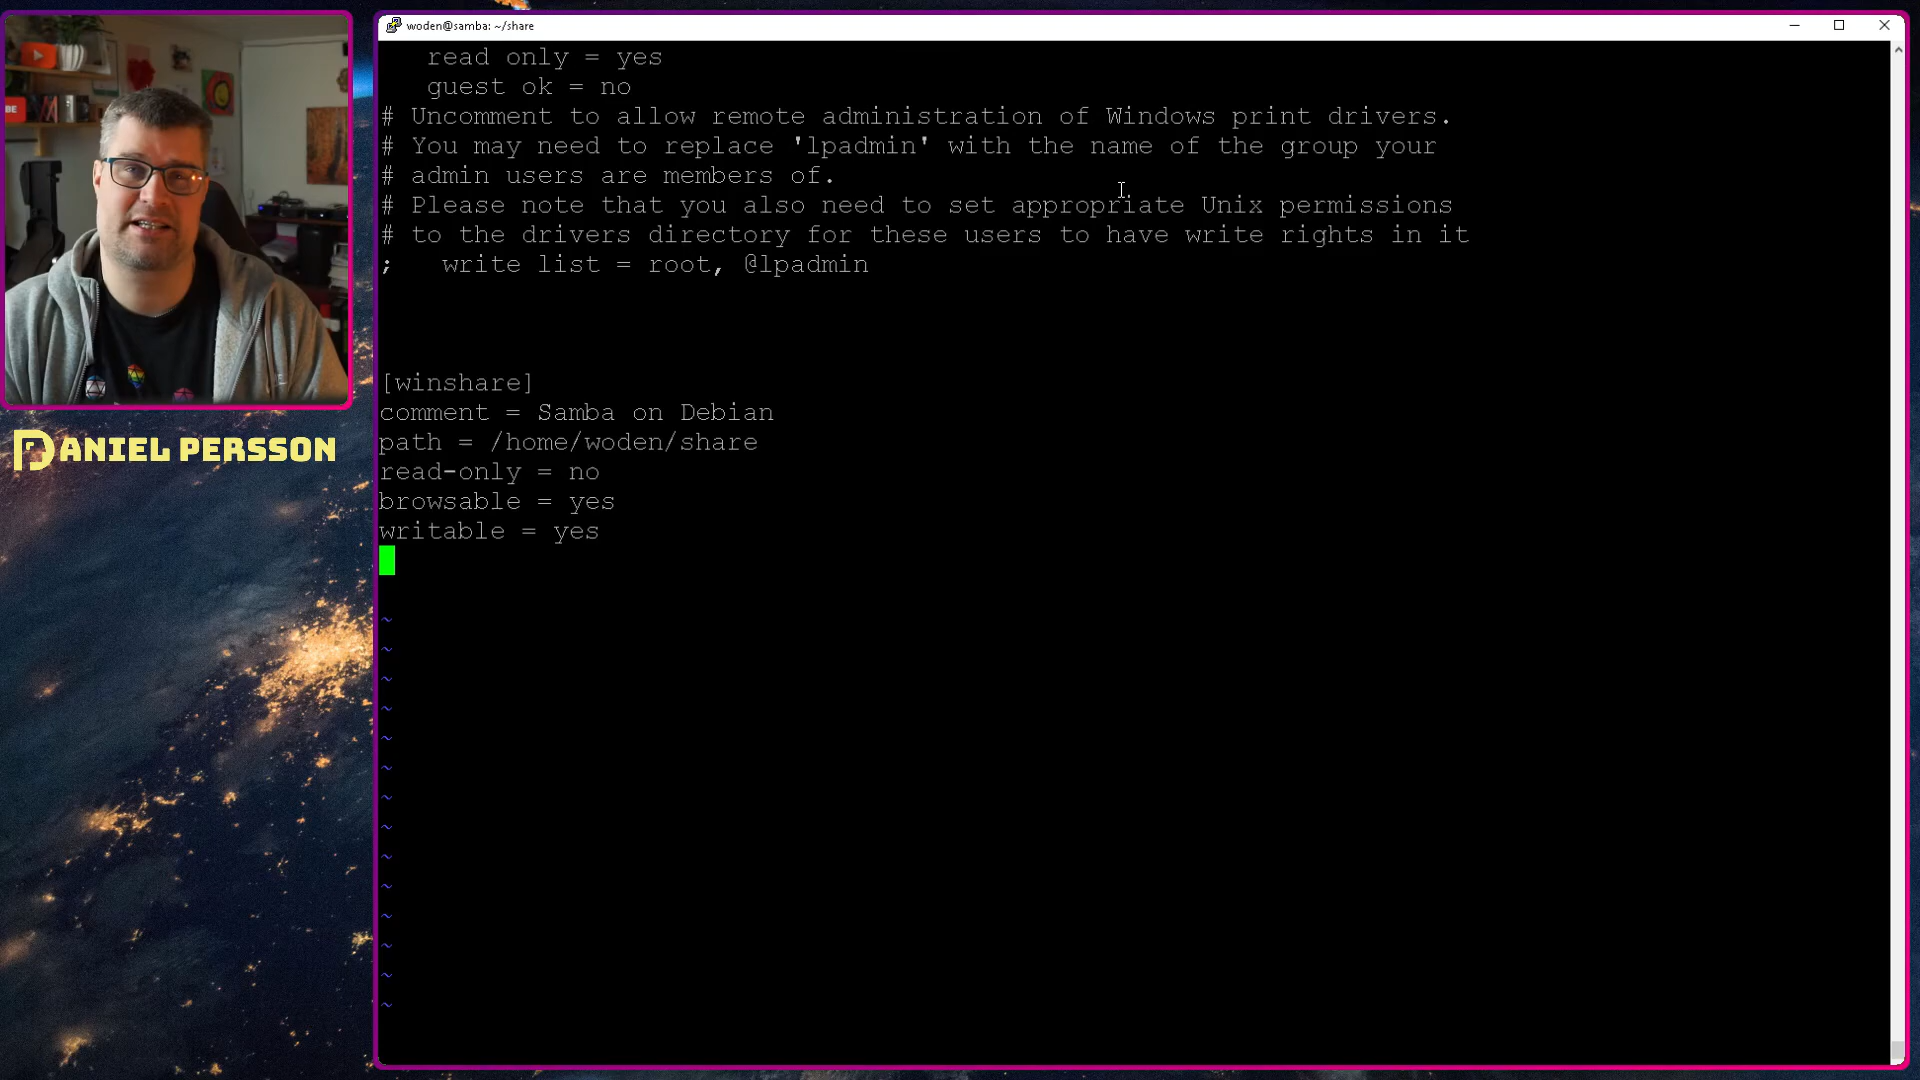 woden@samba: ~/share
read only = yes
guest ok = no
# Uncomment to allow remote administration of Windows print drivers.
# You may need to replace 'lpadmin' with the name of the group your
# admin users are members of.
# Please note that you also need to set appropriate Unix permissions
# to the drivers directory for these users to have write rights in it
;   write list = root, @lpadmin
[winshare]
comment = Samba on Debian
path = /home/woden/share
read-only = no
browsable = yes
writable = yes
~
~
~
~
~
~
~
~
~
~
~
~
~
~
DANIEL PERSSON